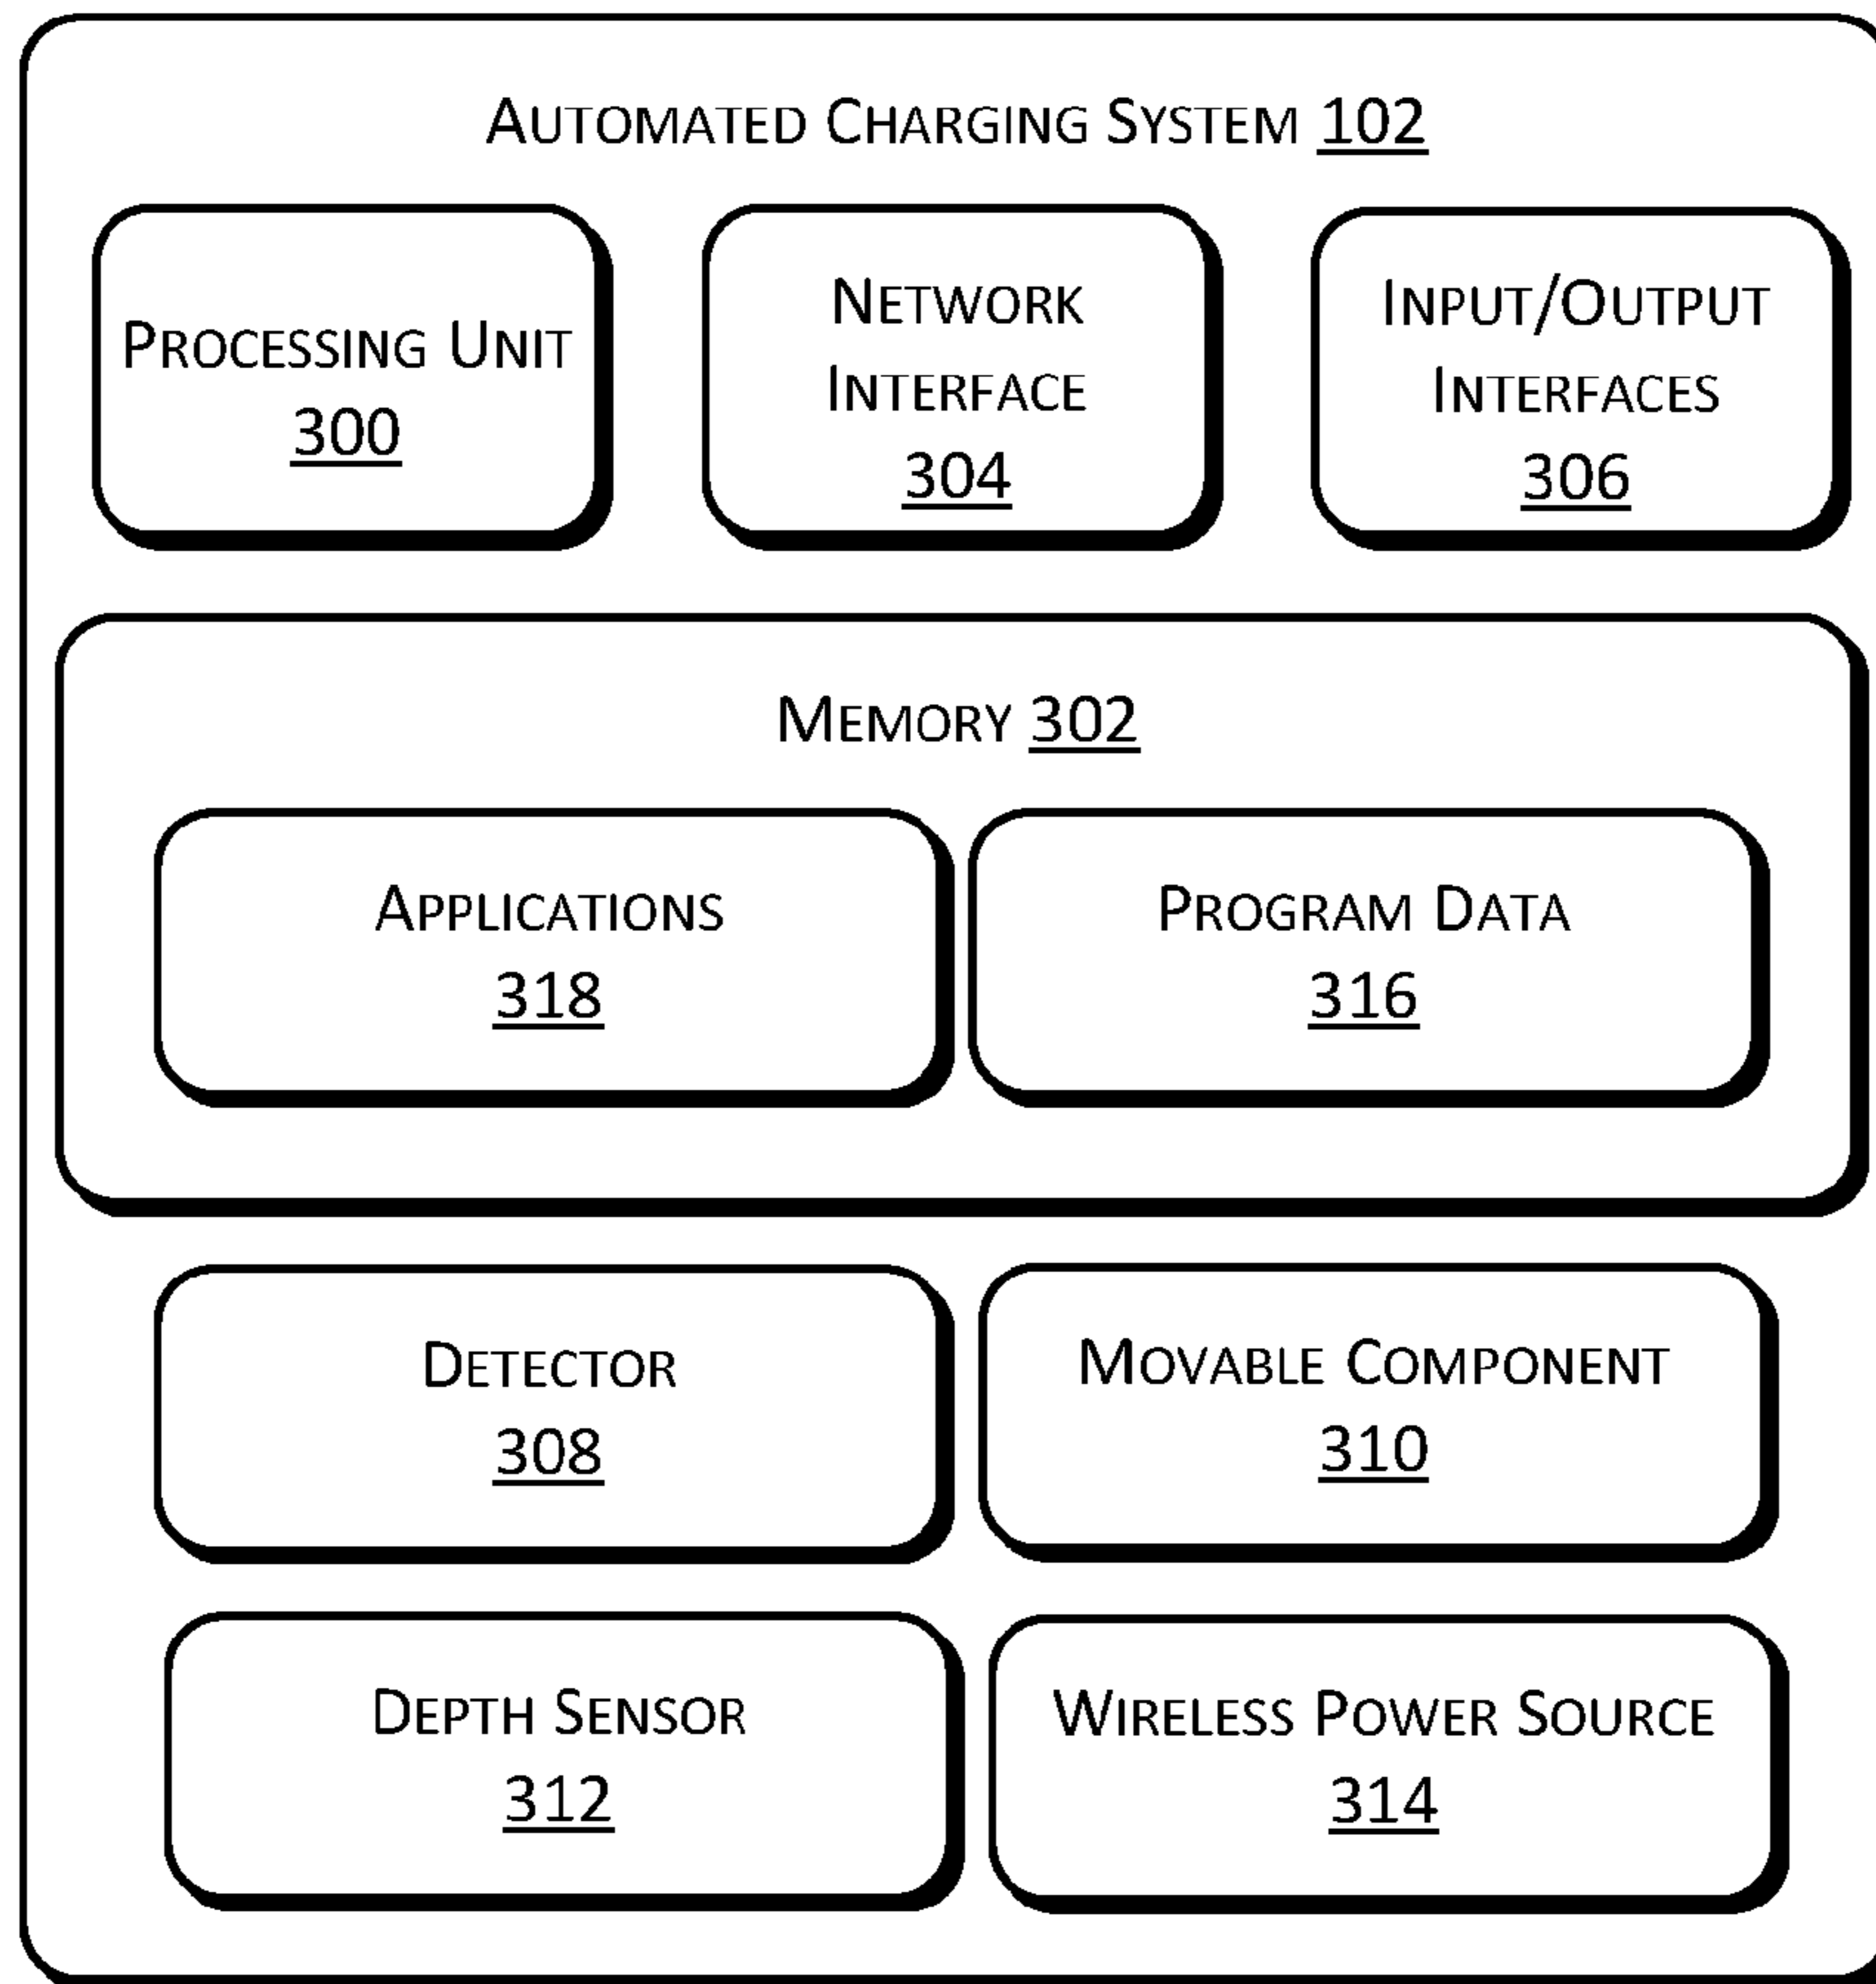 AUTOMATED CHARGING SYSTEM 102
PROCESSING UNIT
300
NETWORK
INTERFACE
304
INPUT/OUTPUT
INTERFACES
306
MEMORY 302
APPLICATIONS
318
PROGRAM DATA
316
DETECTOR
308
MOVABLE COMPONENT
310
DEPTH SENSOR
312
WIRELESS POWER SOURCE
314